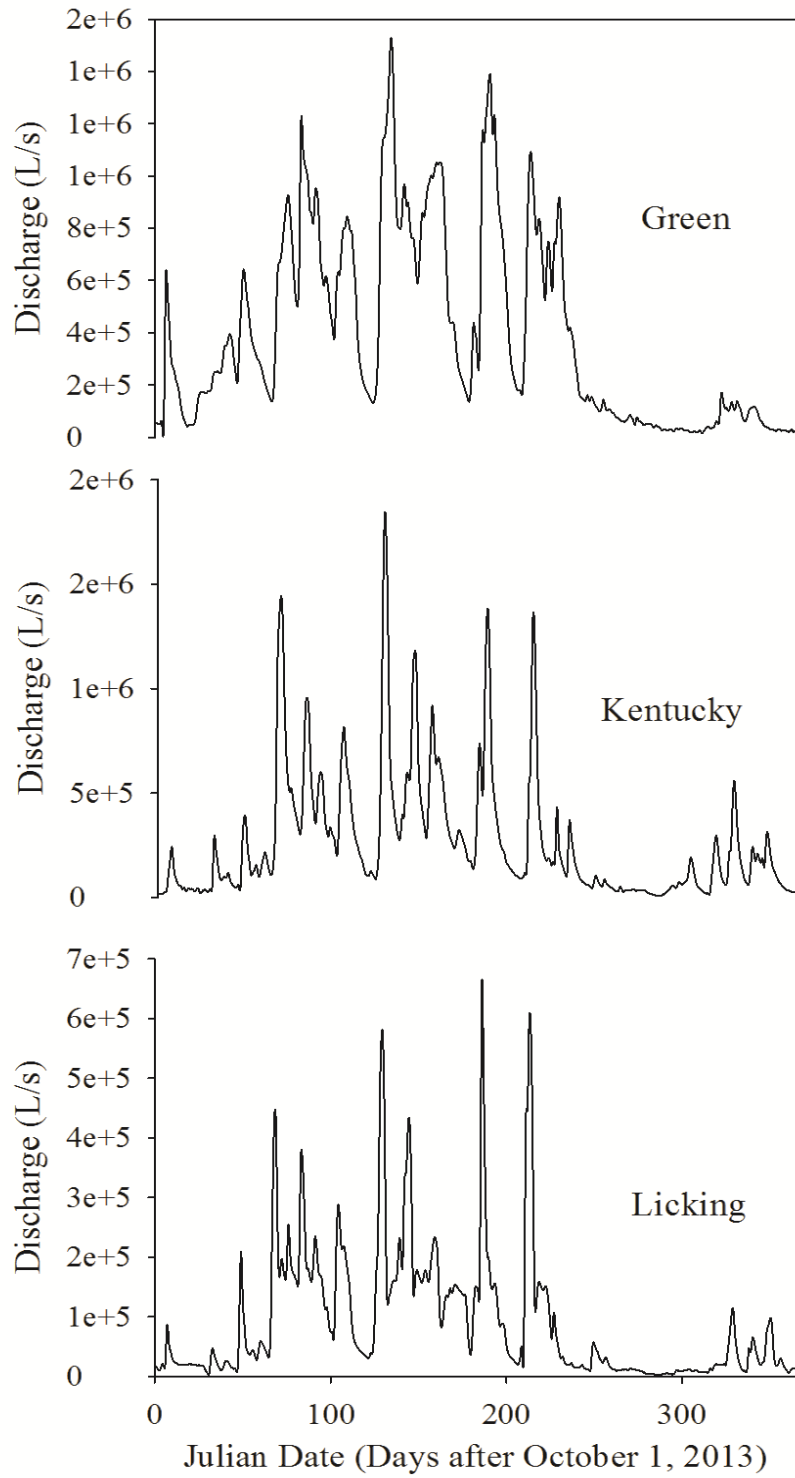 2e+6
1e+6
1e+6
1e+6
8e+5
6e+5
4e+5
2e+5
0
Discharge (L/s)
Green
2e+6
2e+6
1e+6
5e+5
0
Discharge (L/s)
Kentucky
7e+5
6e+5
5e+5
4e+5
3e+5
2e+5
1e+5
0
Discharge (L/s)
Licking
0 100 200 300
Julian Date (Days after October 1, 2013)